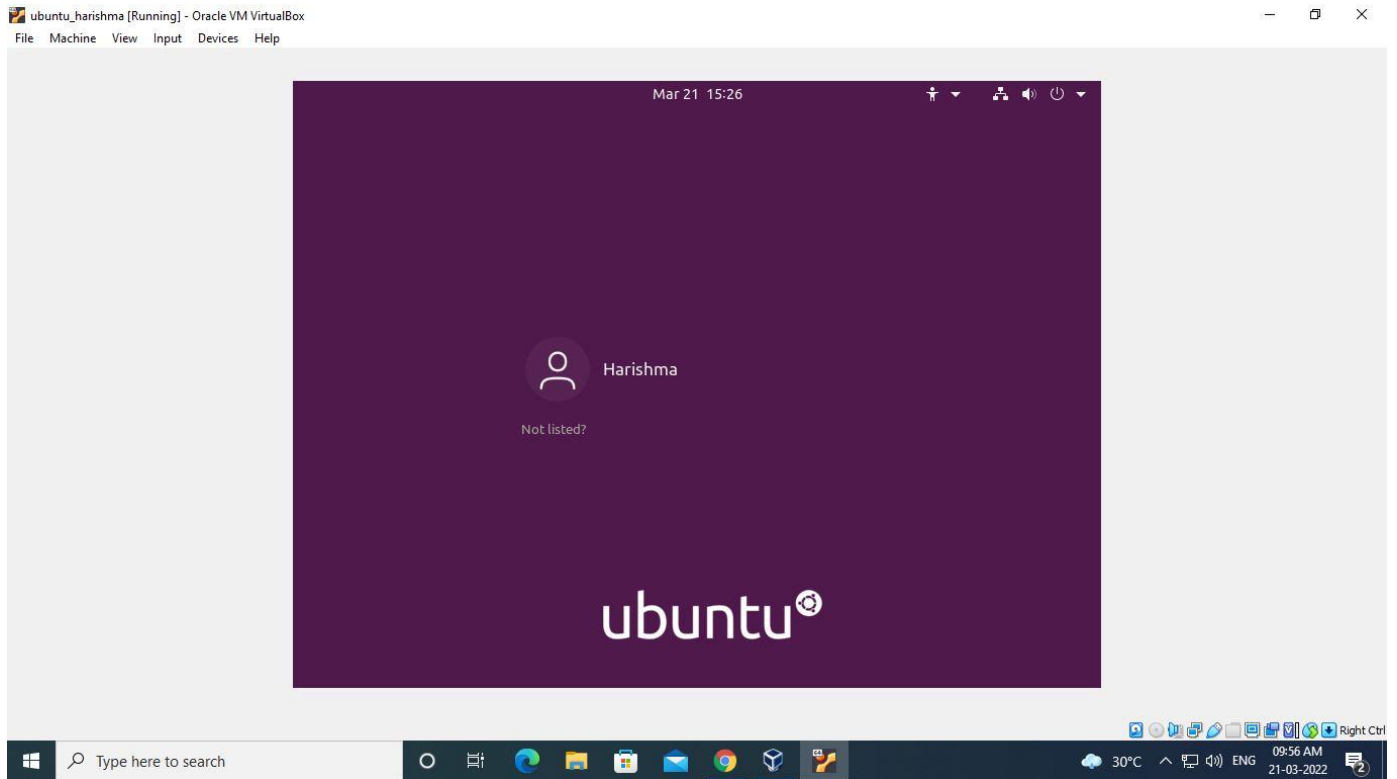 ubuntu_harishma [Running] - Oracle VM VirtualBox
File Machine View Input Devices Help
Mar 21 15:26
Harishma
Not listed?
ubuntu
Right Ctrl
Type here to search
30°C
ENG
09:56 AM
21-03-2022
2